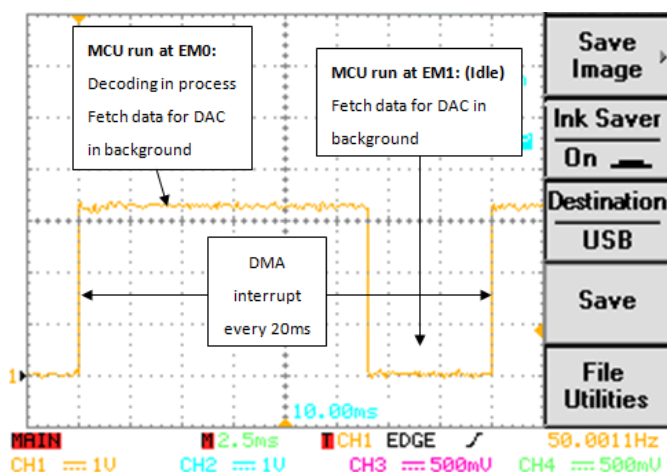 MCU run at EM0:
Decoding in process
Fetch data for DAC
in background
MCU run at EM1: (Idle)
Fetch data for DAC in
background
DMA
interrupt
every 20ms
1
10.00ms
Save
Image
Ink Saver
On
Destination
USB
Save
File
Utilities
MAIN M 2.5ms T CH1 EDGE 50.0011Hz
CH1 1V CH2 1V CH3 500mV CH4 500mV